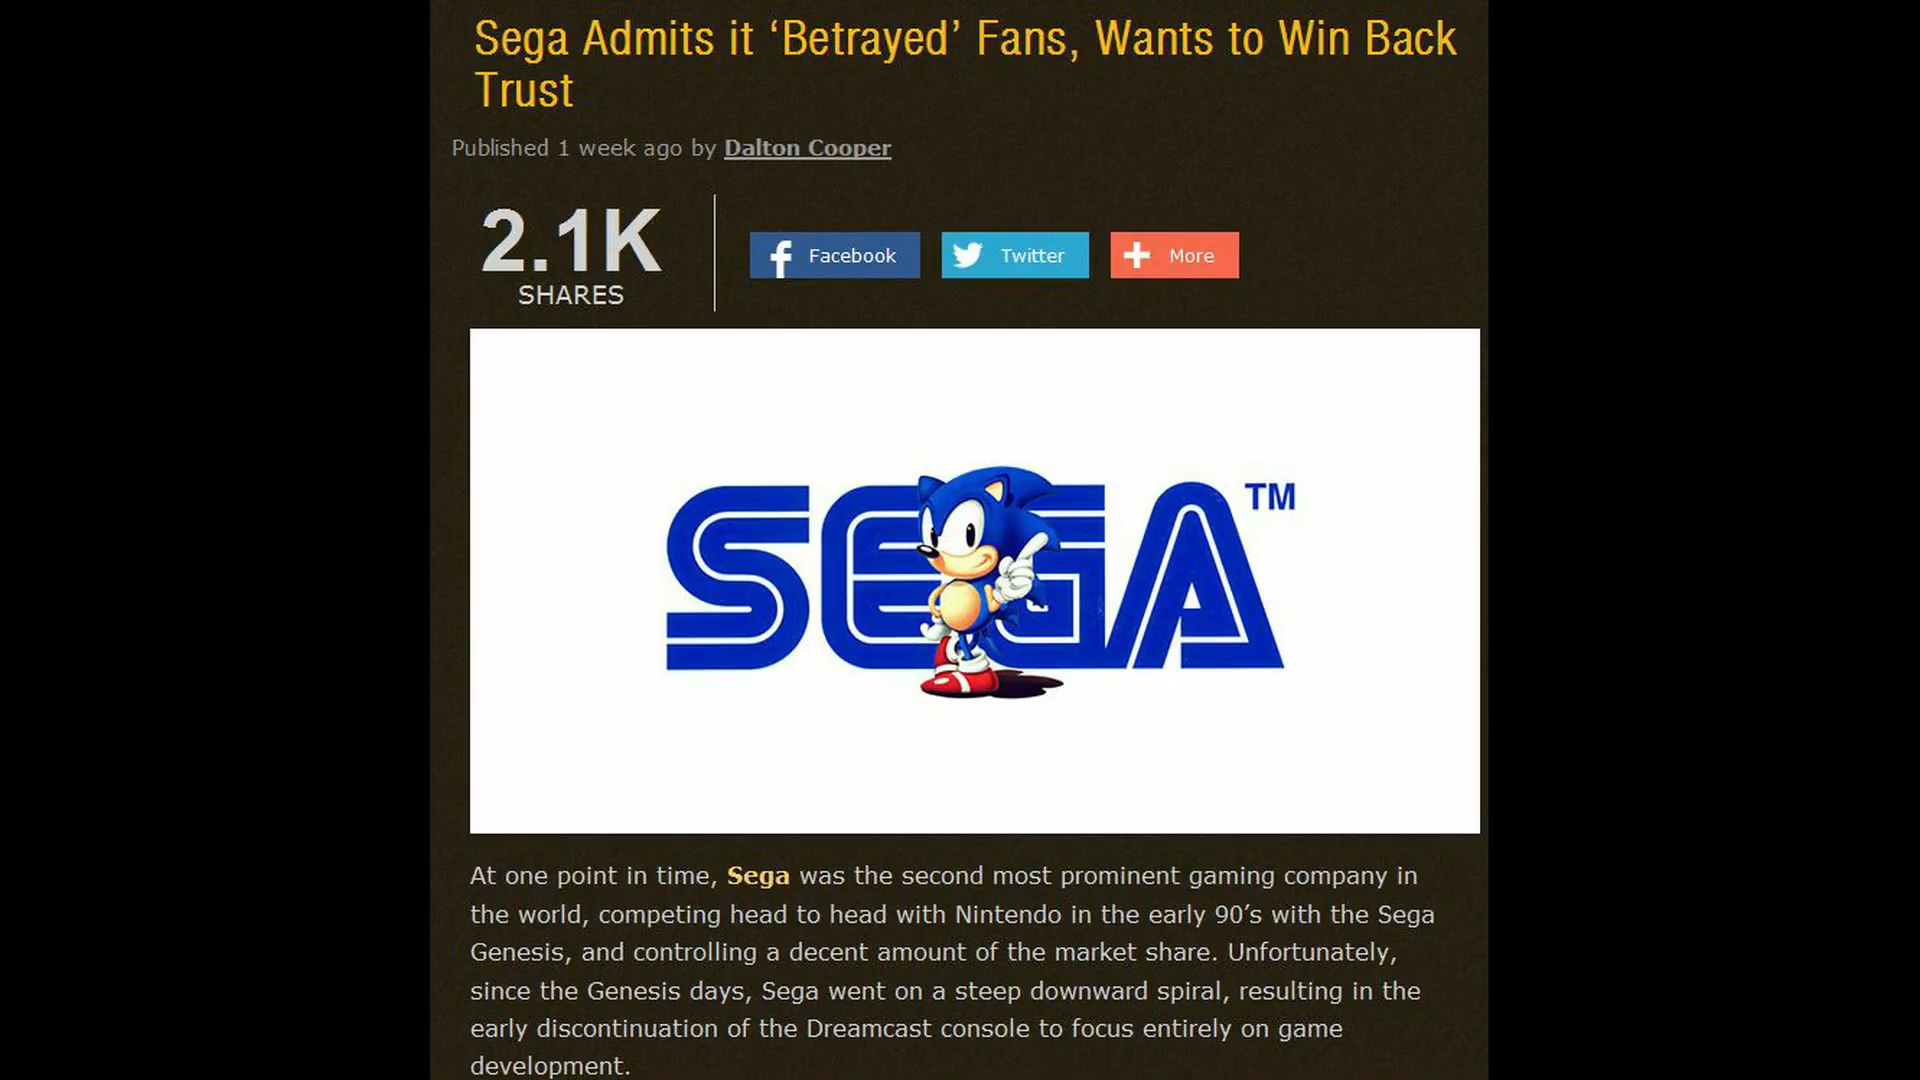 Sega Admits it ‘Betrayed’ Fans, Wants to Win Back
Trust
Published 1 week ago by Dalton Cooper
2.1K
SHARES
Facebook
Twitter
More
SEGA TM
At one point in time, Sega was the second most prominent gaming company in
the world, competing head to head with Nintendo in the early 90’s with the Sega
Genesis, and controlling a decent amount of the market share. Unfortunately,
since the Genesis days, Sega went on a steep downward spiral, resulting in the
early discontinuation of the Dreamcast console to focus entirely on game
development.